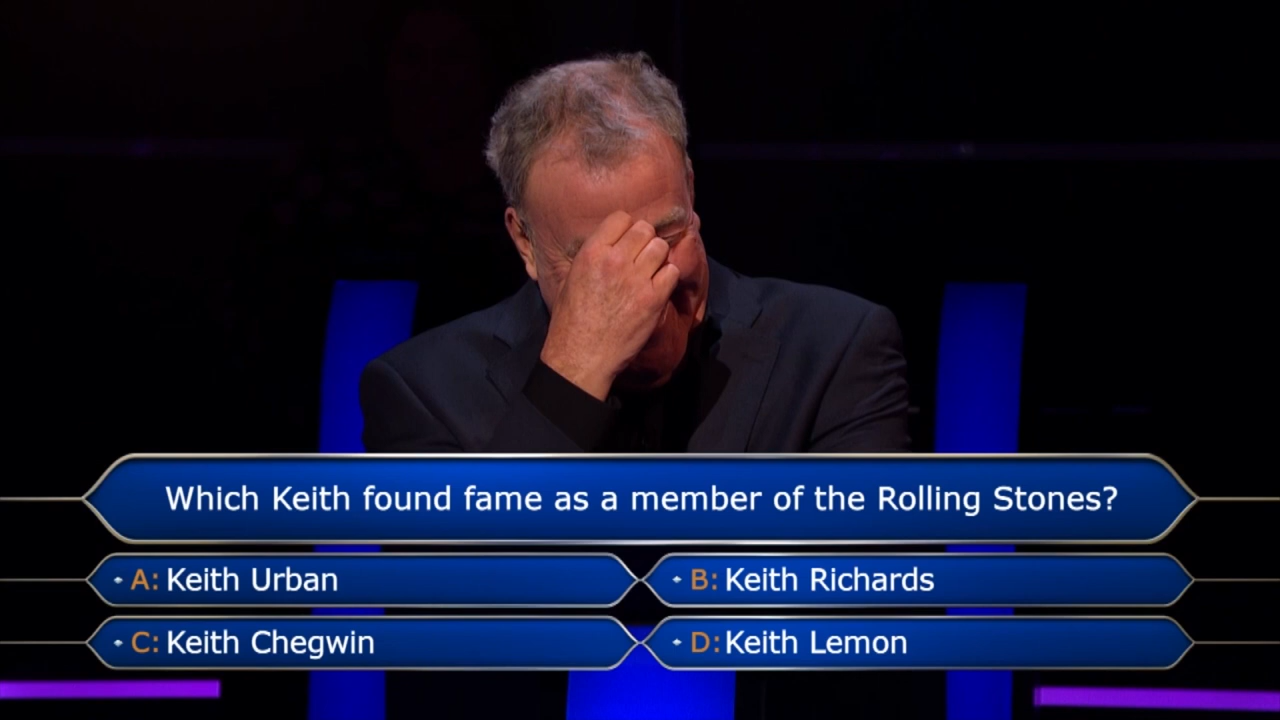 Which Keith found fame as a member of the Rolling Stones?
A: Keith Urban
B: Keith Richards
C: Keith Chegwin
D: Keith Lemon